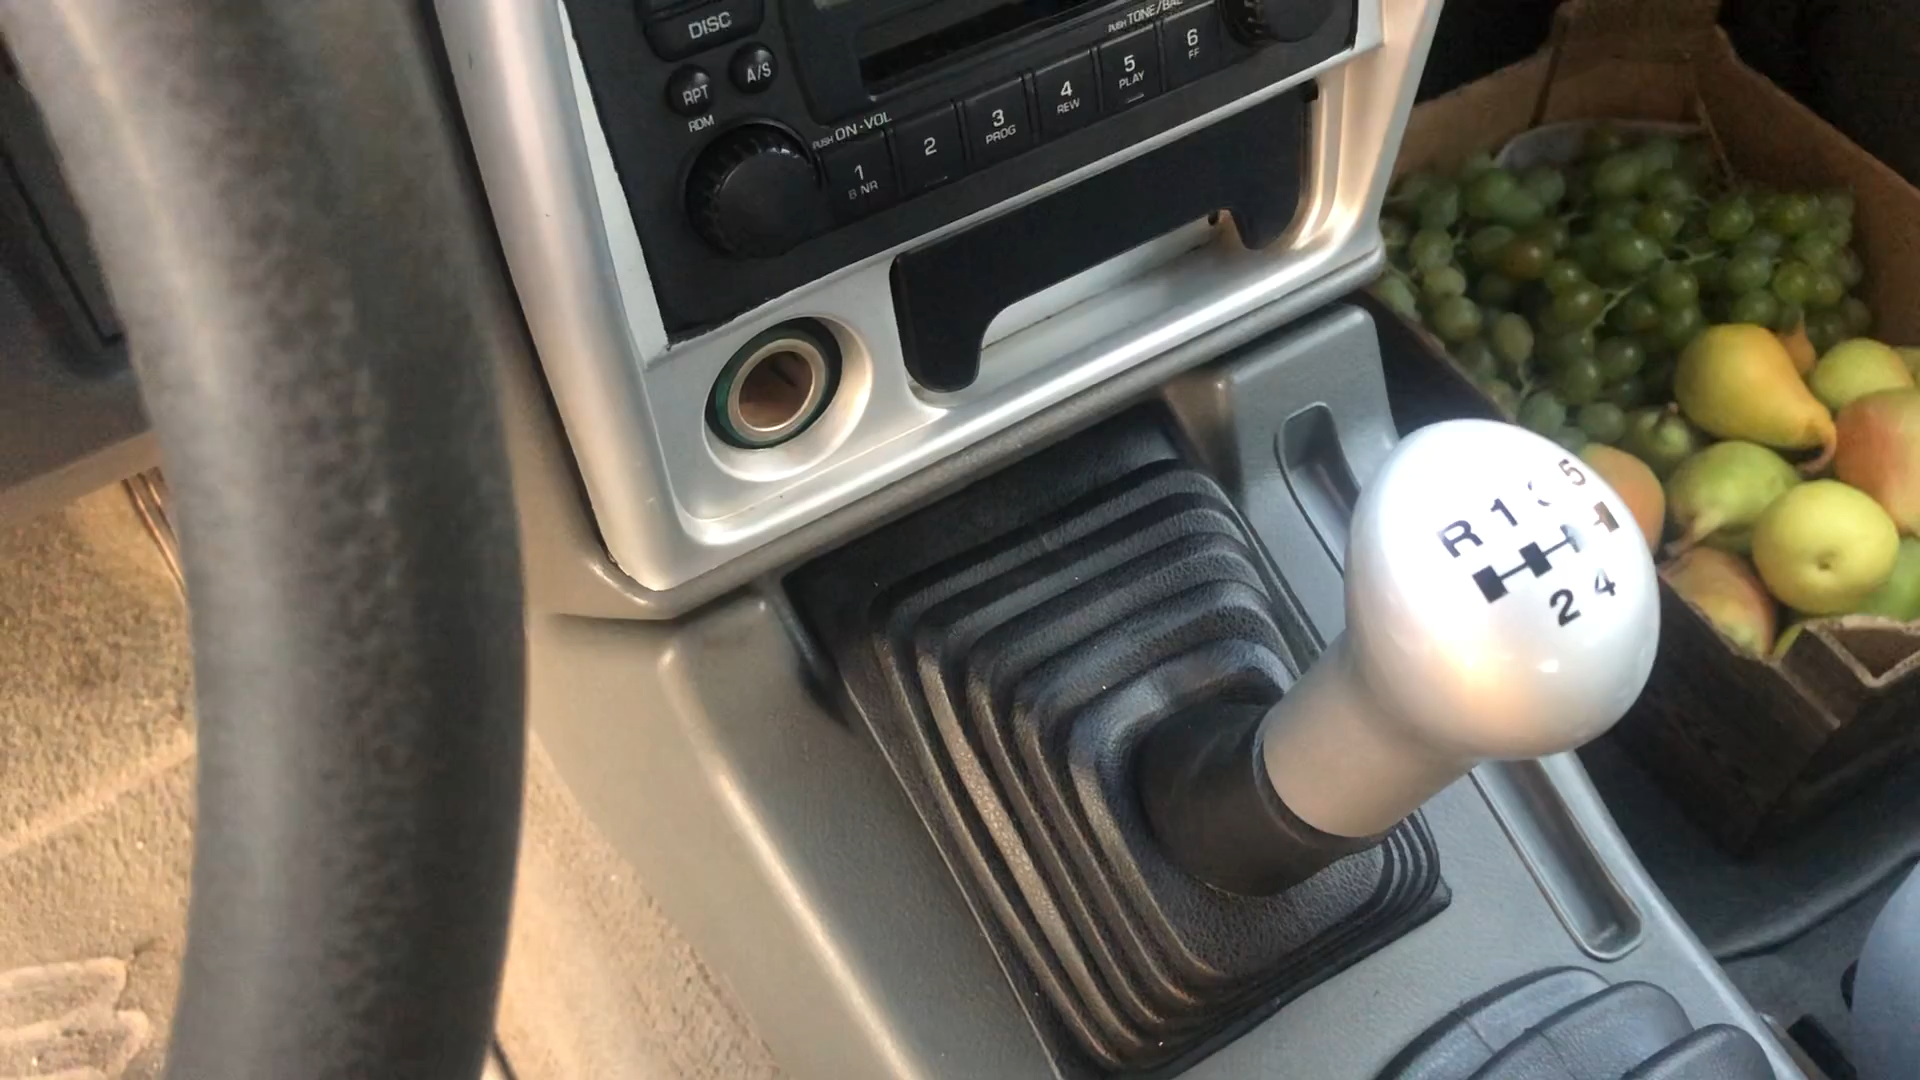 DISC
PUSH TONE/BAL
RPT
A/S
RDM
PUSH ON·VOL
1
B NR
2
3
PROG
4
REW
5
PLAY
6
FF
R 1 5
2 4